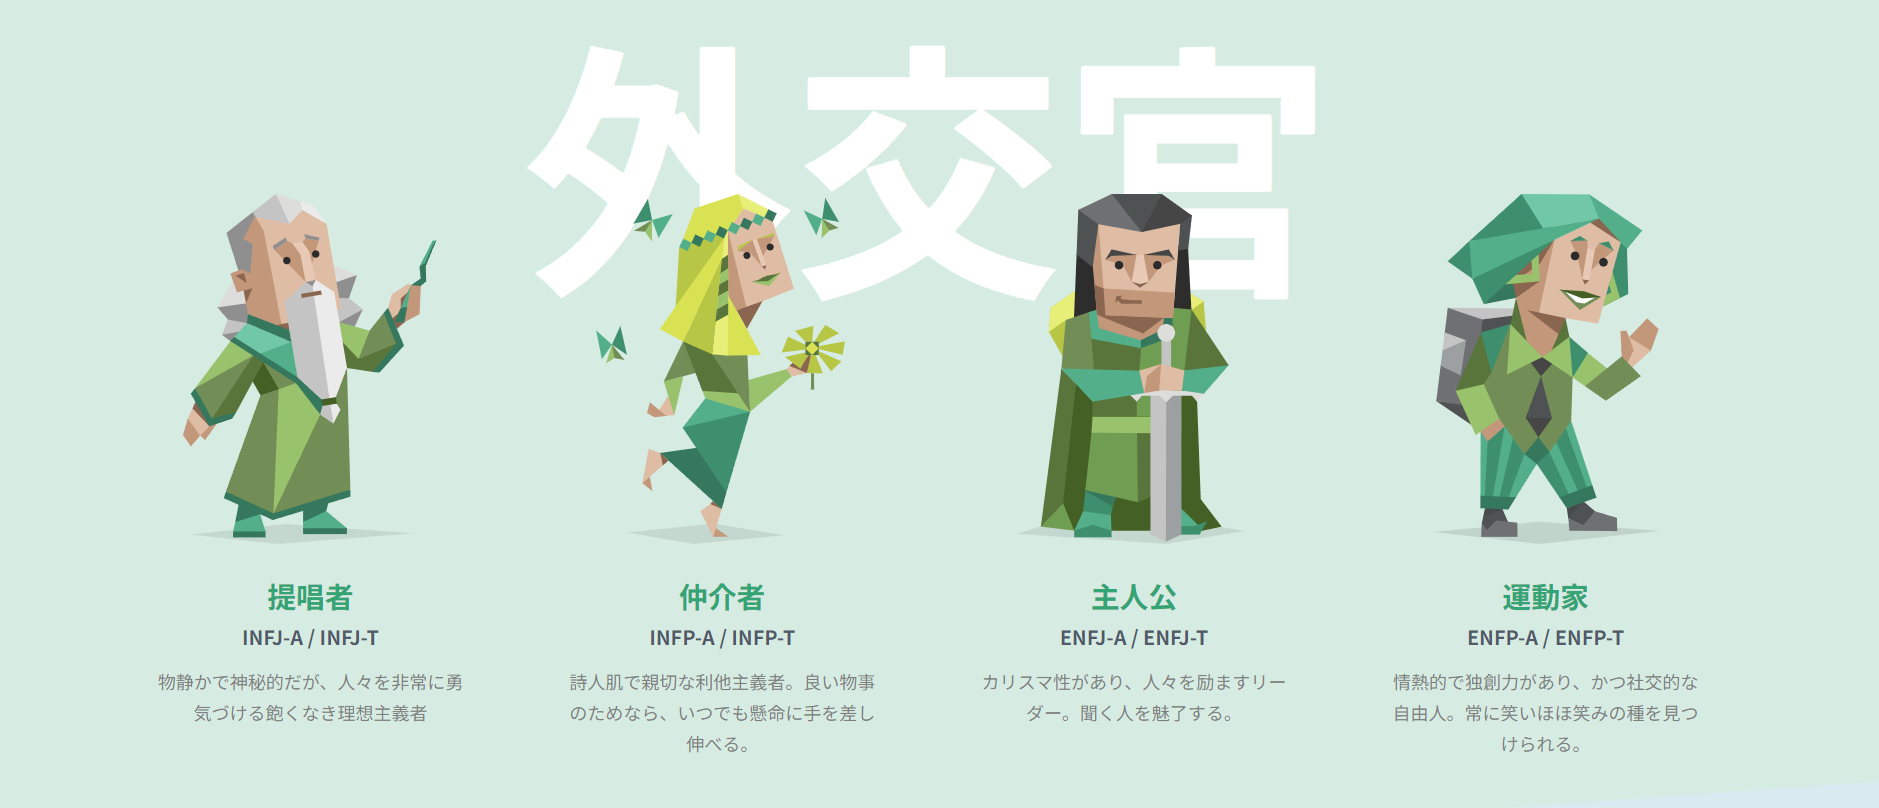 外交官
提唱者
INFJ-A / INFJ-T
物静かで神秘的だが、人々を非常に勇
気づける飽くなき理想主義者
仲介者
INFP-A / INFP-T
詩人肌で親切な利他主義者。良い物事
のためなら、いつでも懸命に手を差し
伸べる。
主人公
ENFJ-A / ENFJ-T
カリスマ性があり、人々を励ますリー
ダー。聞く人を魅了する。
運動家
ENFP-A / ENFP-T
情熱的で独創力があり、かつ社交的な
自由人。常に笑いほほ笑みの種を見つ
けられる。